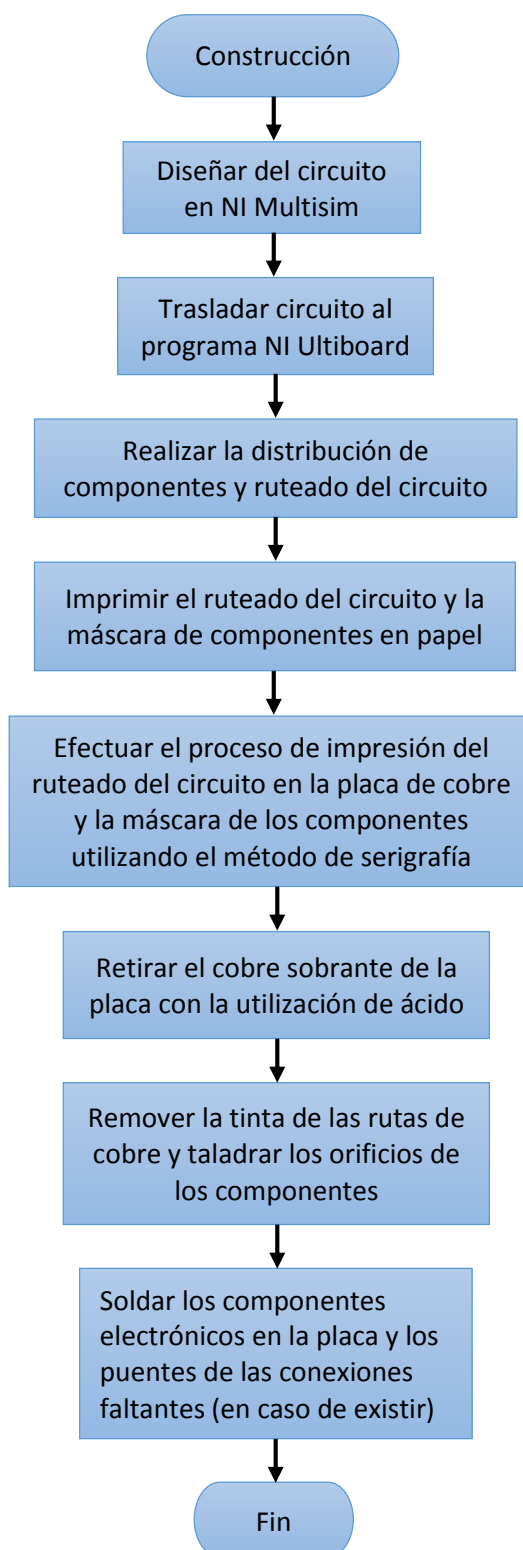 Construcción
Diseñar del circuito
en NI Multisim
Trasladar circuito al
programa NI Ultiboard
Realizar la distribución de
componentes y ruteado del circuito
Imprimir el ruteado del circuito y la
máscara de componentes en papel
Efectuar el proceso de impresión del
ruteado del circuito en la placa de cobre
y la máscara de los componentes
utilizando el método de serigrafía
Retirar el cobre sobrante de la
placa con la utilización de ácido
Remover la tinta de las rutas de
cobre y taladrar los orificios de
los componentes
Soldar los componentes
electrónicos en la placa y los
puentes de las conexiones
faltantes (en caso de existir)
Fin